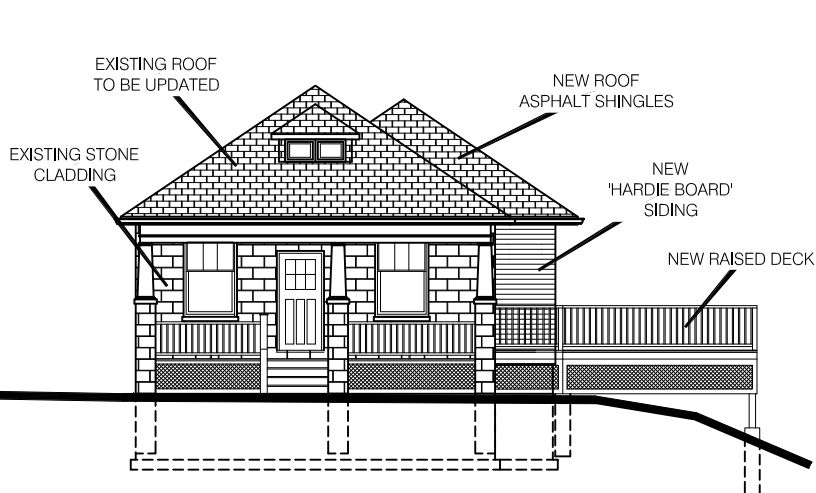 EXISTING ROOF
TO BE UPDATED
NEW ROOF
ASPHALT SHINGLES
EXISTING STONE
CLADDING
NEW
'HARDIE BOARD'
SIDING
NEW RAISED DECK